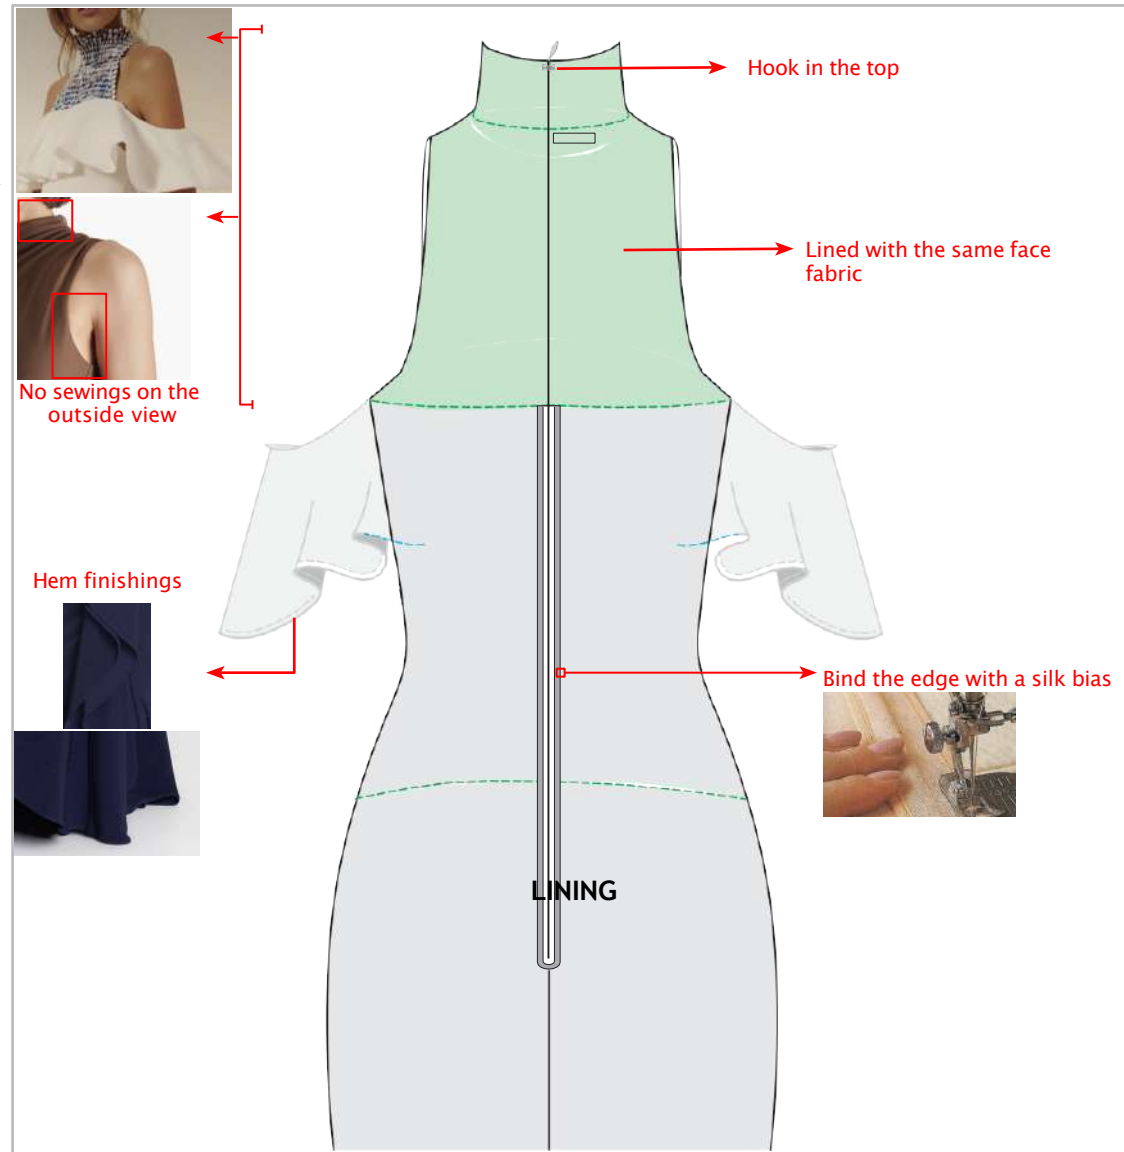 Hook in the top
Lined with the same face
fabric
No sewings on the
outside view
Hem finishings
Bind the edge with a silk bias
LINING